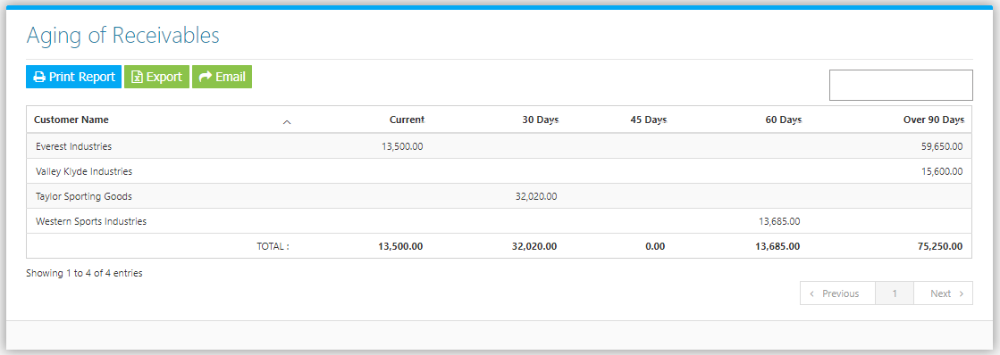 Aging of Receivables
Print Report Export Email
Customer Name Current 30 Days 45 Days 60 Days Over 90 Days
Everest Industries 13,500.00 59,650.00
Valley Klyde Industries 15,600.00
Taylor Sporting Goods 32,020.00
Western Sports Industries 13,685.00
TOTAL : 13,500.00 32,020.00 0.00 13,685.00 75,250.00
Showing 1 to 4 of 4 entries
‹ Previous 1 Next ›